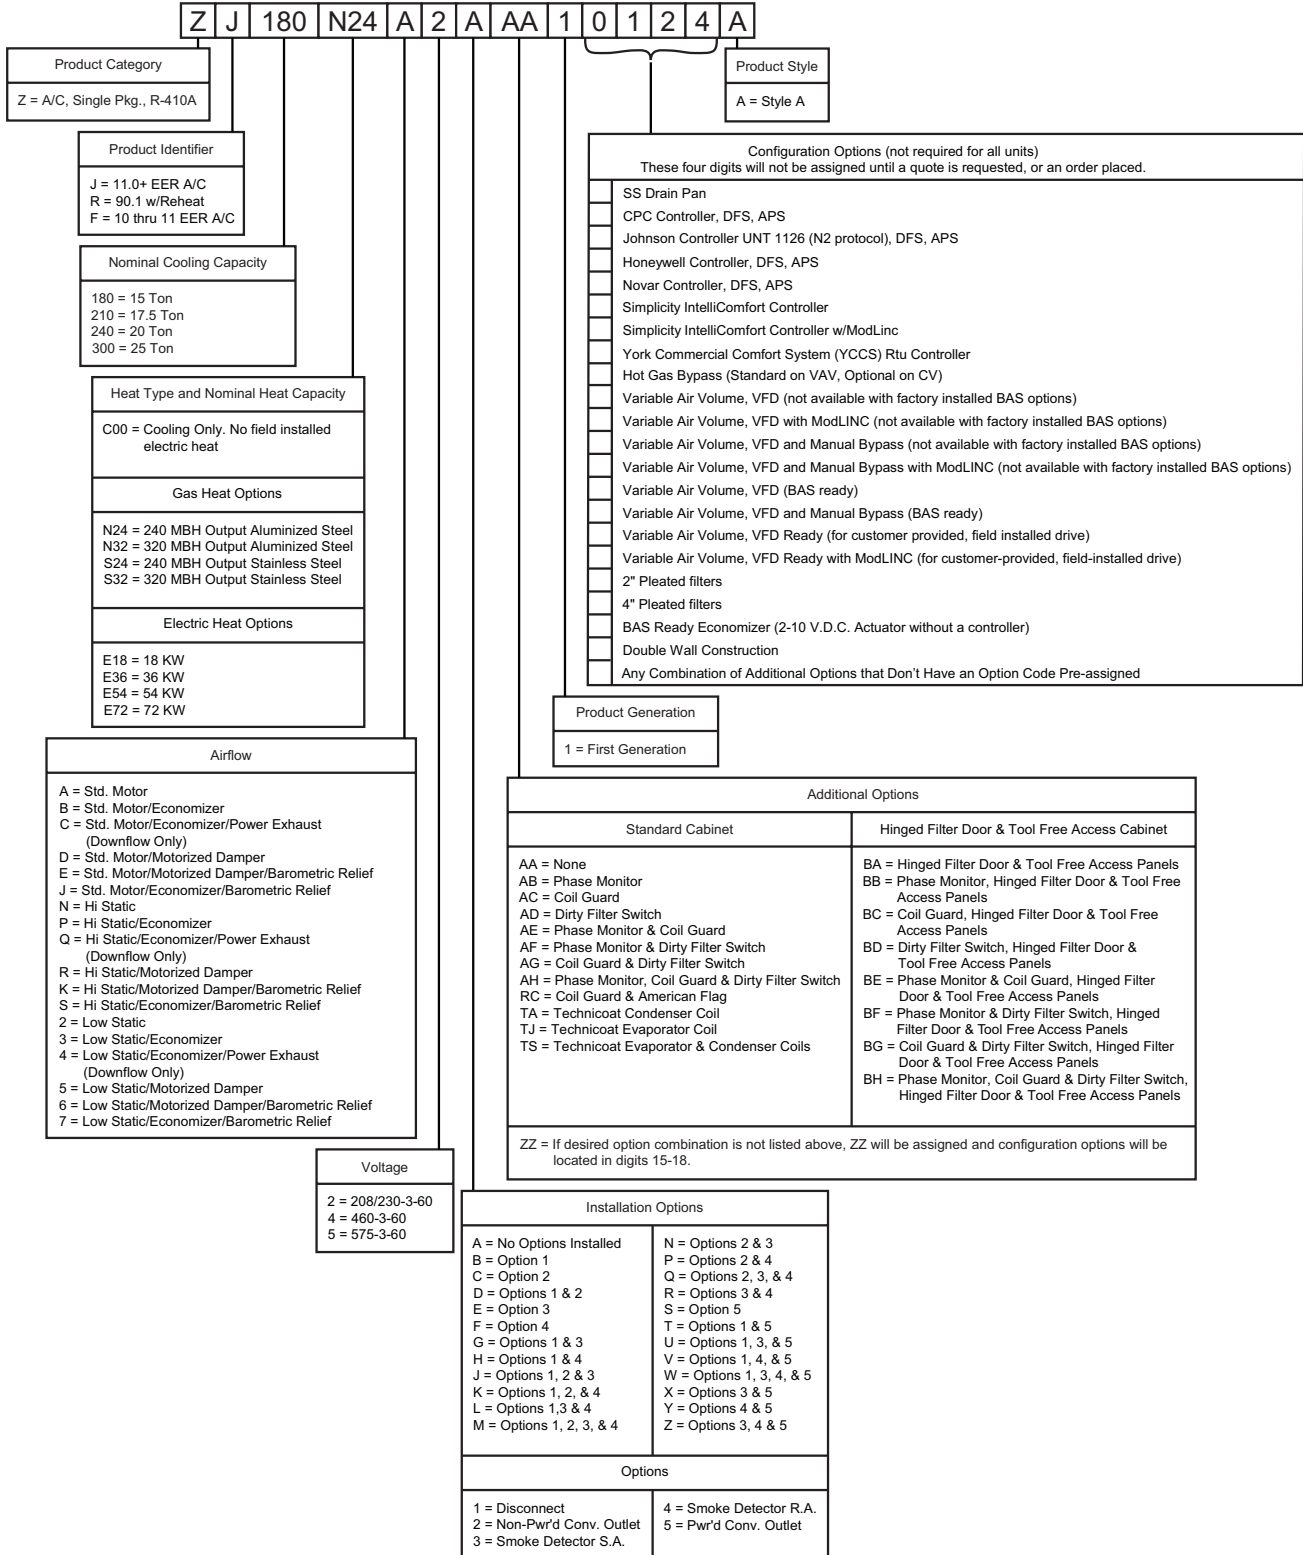 Z J 180 N24 A 2 A AA 1 0 1 2 4 A
Product Category
Z = A/C, Single Pkg., R-410A
Product Style
A = Style A
Product Identifier
J = 11.0+ EER A/C
R = 90.1 w/Reheat
F = 10 thru 11 EER A/C
Nominal Cooling Capacity
180 = 15 Ton
210 = 17.5 Ton
240 = 20 Ton
300 = 25 Ton
Heat Type and Nominal Heat Capacity
C00 = Cooling Only. No field installed
electric heat
Gas Heat Options
N24 = 240 MBH Output Aluminized Steel
N32 = 320 MBH Output Aluminized Steel
S24 = 240 MBH Output Stainless Steel
S32 = 320 MBH Output Stainless Steel
Electric Heat Options
E18 = 18 KW
E36 = 36 KW
E54 = 54 KW
E72 = 72 KW
Configuration Options (not required for all units)
These four digits will not be assigned until a quote is requested, or an order placed.
SS Drain Pan
CPC Controller, DFS, APS
Johnson Controller UNT 1126 (N2 protocol), DFS, APS
Honeywell Controller, DFS, APS
Novar Controller, DFS, APS
Simplicity IntelliComfort Controller
Simplicity IntelliComfort Controller w/ModLinc
York Commercial Comfort System (YCCS) Rtu Controller
Hot Gas Bypass (Standard on VAV, Optional on CV)
Variable Air Volume, VFD (not available with factory installed BAS options)
Variable Air Volume, VFD with ModLINC (not available with factory installed BAS options)
Variable Air Volume, VFD and Manual Bypass (not available with factory installed BAS options)
Variable Air Volume, VFD and Manual Bypass with ModLINC (not available with factory installed BAS options)
Variable Air Volume, VFD (BAS ready)
Variable Air Volume, VFD and Manual Bypass (BAS ready)
Variable Air Volume, VFD Ready (for customer provided, field installed drive)
Variable Air Volume, VFD Ready with ModLINC (for customer-provided, field-installed drive)
2" Pleated filters
4" Pleated filters
BAS Ready Economizer (2-10 V.D.C. Actuator without a controller)
Double Wall Construction
Any Combination of Additional Options that Don't Have an Option Code Pre-assigned
Product Generation
1 = First Generation
Airflow
A = Std. Motor
B = Std. Motor/Economizer
C = Std. Motor/Economizer/Power Exhaust
(Downflow Only)
D = Std. Motor/Motorized Damper
E = Std. Motor/Motorized Damper/Barometric Relief
J = Std. Motor/Economizer/Barometric Relief
N = Hi Static
P = Hi Static/Economizer
Q = Hi Static/Economizer/Power Exhaust
(Downflow Only)
R = Hi Static/Motorized Damper
K = Hi Static/Motorized Damper/Barometric Relief
S = Hi Static/Economizer/Barometric Relief
2 = Low Static
3 = Low Static/Economizer
4 = Low Static/Economizer/Power Exhaust
(Downflow Only)
5 = Low Static/Motorized Damper
6 = Low Static/Motorized Damper/Barometric Relief
7 = Low Static/Economizer/Barometric Relief
Additional Options
Standard Cabinet
AA = None
AB = Phase Monitor
AC = Coil Guard
AD = Dirty Filter Switch
AE = Phase Monitor & Coil Guard
AF = Phase Monitor & Dirty Filter Switch
AG = Coil Guard & Dirty Filter Switch
AH = Phase Monitor, Coil Guard & Dirty Filter Switch
RC = Coil Guard & American Flag
TA = Technicoat Condenser Coil
TJ = Technicoat Evaporator Coil
TS = Technicoat Evaporator & Condenser Coils
Hinged Filter Door & Tool Free Access Cabinet
BA = Hinged Filter Door & Tool Free Access Panels
BB = Phase Monitor, Hinged Filter Door & Tool Free
Access Panels
BC = Coil Guard, Hinged Filter Door & Tool Free
Access Panels
BD = Dirty Filter Switch, Hinged Filter Door &
Tool Free Access Panels
BE = Phase Monitor & Coil Guard, Hinged Filter
Door & Tool Free Access Panels
BF = Phase Monitor & Dirty Filter Switch, Hinged
Filter Door & Tool Free Access Panels
BG = Coil Guard & Dirty Filter Switch, Hinged Filter
Door & Tool Free Access Panels
BH = Phase Monitor, Coil Guard & Dirty Filter Switch,
Hinged Filter Door & Tool Free Access Panels
ZZ = If desired option combination is not listed above, ZZ will be assigned and configuration options will be
located in digits 15-18.
Voltage
2 = 208/230-3-60
4 = 460-3-60
5 = 575-3-60
Installation Options
A = No Options Installed
B = Option 1
C = Option 2
D = Options 1 & 2
E = Option 3
F = Option 4
G = Options 1 & 3
H = Options 1 & 4
J = Options 1, 2 & 3
K = Options 1, 2, & 4
L = Options 1,3 & 4
M = Options 1, 2, 3, & 4
N = Options 2 & 3
P = Options 2 & 4
Q = Options 2, 3, & 4
R = Options 3 & 4
S = Option 5
T = Options 1 & 5
U = Options 1, 3, & 5
V = Options 1, 4, & 5
W = Options 1, 3, 4, & 5
X = Options 3 & 5
Y = Options 4 & 5
Z = Options 3, 4 & 5
Options
1 = Disconnect
2 = Non-Pwr'd Conv. Outlet
3 = Smoke Detector S.A.
4 = Smoke Detector R.A.
5 = Pwr'd Conv. Outlet